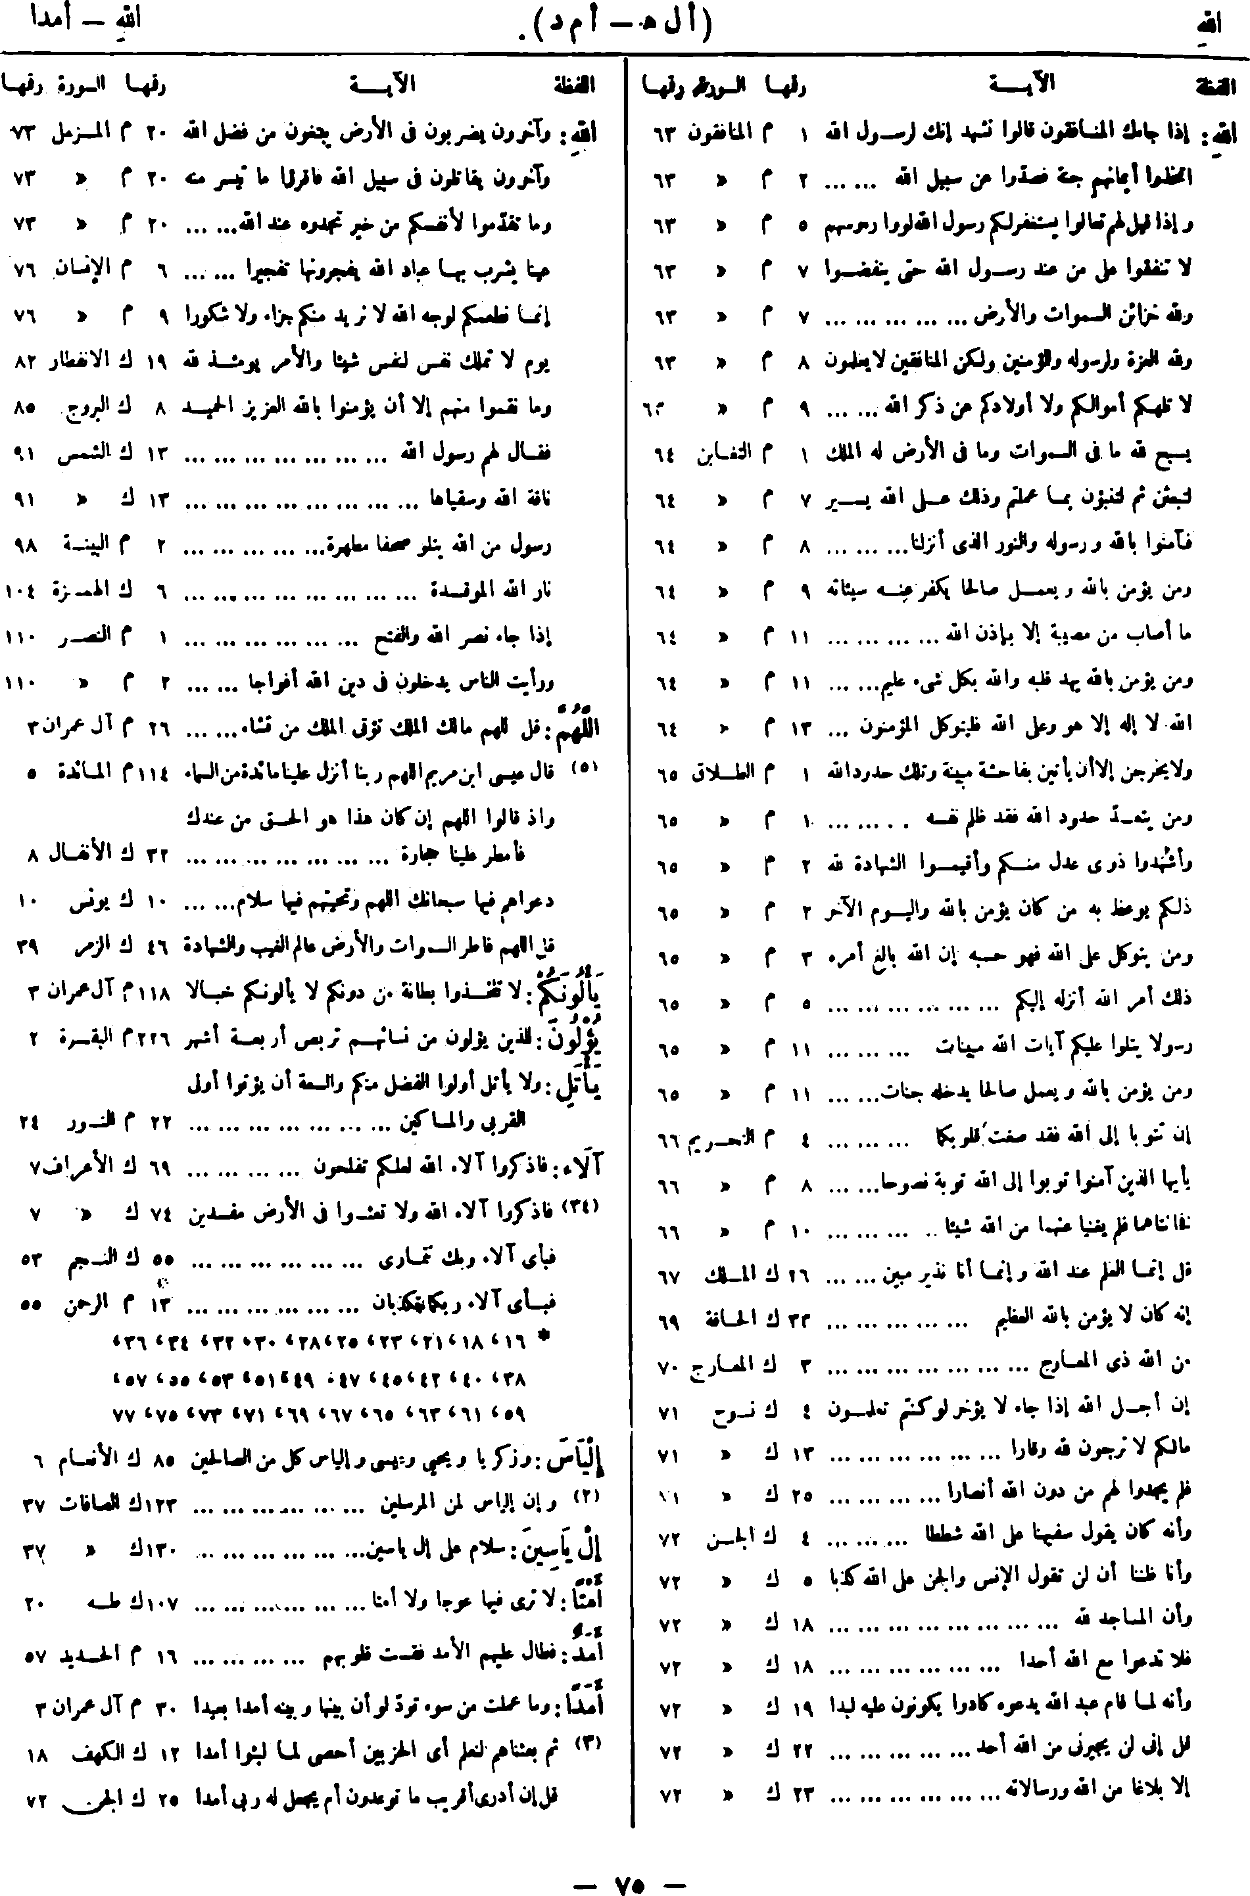 اللهِ (أ ل ه – أ م د). اللهِ – أمدا
اللفظة الآيـــة رقمها السورة رقمها
اللهِ: إذا جاءك المنافقون قالوا نشهد إنك لرسول الله ١ م المنافقون ٦٣
اتخذوا أيمانهم جنة فصدّوا عن سبيل الله ... ... ٢ م « ٦٣
وإذا قيل لهم تعالوا يستغفر لكم رسول الله لووا رءوسهم ٥ م « ٦٣
لا تنفقوا على من عند رسول الله حتى ينفضوا ٧ م « ٦٣
ولله خزائن السموات والأرض ... ... ... ... ... ٧ م « ٦٣
ولله العزة ولرسوله وللمؤمنين ولكن المنافقين لا يعلمون ٨ م « ٦٣
لا تلهكم أموالكم ولا أولادكم عن ذكر الله ... ... ٩ م « ٦٣
يسبح لله ما فى السموات وما فى الأرض له الملك ١ م التغابن ٦٤
لتبعثن ثم لتنبؤن بما عملتم وذلك على الله يسير ٧ م « ٦٤
فآمنوا بالله ورسوله والنور الذى أنزلنا... ... ... ٨ م « ٦٤
ومن يؤمن بالله ويعمل صالحا يكفر عنه سيئاته ٩ م « ٦٤
ما أصاب من مصيبة إلا بإذن الله ... ... ... ... ١١ م « ٦٤
ومن يؤمن بالله يهد قلبه والله بكل شىء عليم... ... ١١ م « ٦٤
الله لا إله إلا هو وعلى الله فليتوكل المؤمنون ... ١٣ م « ٦٤
ولا يخرجن إلا أن يأتين بفاحشة مبينة وتلك حدود الله ١ م الطلاق ٦٥
ومن يتعدّ حدود الله فقد ظلم نفسه ... ... ... ١ م « ٦٥
وأشهدوا ذوى عدل منكم وأقيموا الشهادة لله ٢ م « ٦٥
ذلكم يوعظ به من كان يؤمن بالله واليوم الآخر ٢ م « ٦٥
ومن يتوكل على الله فهو حسبه إن الله بالغ أمره ٣ م « ٦٥
ذلك أمر الله أنزله إليكم ... ... ... ... ... ... ٥ م « ٦٥
رسولا يتلوا عليكم آيات الله مبينات ... ... ... ١١ م « ٦٥
ومن يؤمن بالله ويعمل صالحا يدخله جنات... ... ١١ م « ٦٥
إن تتوبا إلى الله فقد صغت قلوبكما ... ... ... ٤ م التحريم ٦٦
يأيها الذين آمنوا توبوا إلى الله توبة نصوحا... ... ٨ م « ٦٦
فخانتاهما فلم يغنيا عنهما من الله شيئا .. ... ... ... ١٠ م « ٦٦
قل إنما العلم عند الله وإنما أنا نذير مبين ... ... ٢٦ ك الملك ٦٧
إنه كان لا يؤمن بالله العظيم ... ... ... ... ... ٣٣ ك الحاقة ٦٩
من الله ذى المعارج ... ... ... ... ... ... ... ٣ ك المعارج ٧٠
إن أجل الله إذا جاء لا يؤخر لو كنتم تعلمون ٤ ك نوح ٧١
مالكم لا ترجون لله وقارا ... ... ... ... ... ... ١٣ ك « ٧١
فلم يجدوا لهم من دون الله أنصارا... ... ... ... ٢٥ ك « ٧١
وأنه كان يقول سفيهنا على الله شططا ... ... ... ٤ ك الجن ٧٢
وأنا ظننا أن لن تقول الإنس والجن على الله كذبا ٥ ك « ٧٢
وأن المساجد لله ... ... ... ... ... ... ... ... ١٨ ك « ٧٢
فلا تدعوا مع الله أحدا ... ... ... ... ... ... ١٨ ك « ٧٢
وأنه لما قام عبد الله يدعوه كادوا يكونون عليه لبدا ١٩ ك « ٧٢
قل إنى لن يجيرنى من الله أحد ... ... ... ... ... ٢٢ ك « ٧٢
إلا بلاغا من الله ورسالاته ... ... ... ... ... ... ٢٣ ك « ٧٢
اللفظة الآيـــة رقمها السورة رقمها
اللهِ: وآخرون يضربون فى الأرض يبتغون من فضل الله ٢٠ م المزمل ٧٣
وآخرون يقاتلون فى سبيل الله فاقرءوا ما تيسر منه ٢٠ م « ٧٣
وما تقدّموا لأنفسكم من خير تجدوه عند الله... ... ٢٠ م « ٧٣
عينا يشرب بها عباد الله يفجرونها تفجيرا ... ... ٦ م الإنسان ٧٦
إنما نطعمكم لوجه الله لا نريد منكم جزاء ولا شكورا ٩ م « ٧٦
يوم لا تملك نفس لنفس شيئا والأمر يومئذ لله ١٩ ك الانفطار ٨٢
وما نقموا منهم إلا أن يؤمنوا بالله العزيز الحميد ٨ ك البروج ٨٥
فقال لهم رسول الله ... ... ... ... ... ... ... ١٣ ك الشمس ٩١
ناقة الله وسقياها ... ... ... ... ... ... ... ... ١٣ ك « ٩١
رسول من الله يتلو صحفا مطهرة... ... ... ... ... ٢ م البينة ٩٨
نار الله الموقدة ... ... ... ... ... ... ... ... ٦ ك الهمزة ١٠٤
إذا جاء نصر الله والفتح ... ... ... ... ... ... ١ م النصر ١١٠
ورأيت الناس يدخلون فى دين الله أفواجا ... ... ٢ م « ١١٠
اللَّهُمَّ: قل اللهم مالك الملك تؤتى الملك من تشاء... ... ٢٦ م آل عمران ٣
(٥) قال عيسى ابن مريم اللهم ربنا أنزل علينا مائدة من السماء ١١٤ م المائدة ٥
وإذ قالوا اللهم إن كان هذا هو الحق من عندك
فأمطر علينا حجارة ... ... ... ... ... ... ... ٣٢ ك الأنفال ٨
دعواهم فيها سبحانك اللهم وتحيتهم فيها سلام... ... ١٠ ك يونس ١٠
قل اللهم فاطر السموات والأرض عالم الغيب والشهادة ٤٦ ك الزمر ٣٩
يَأْلُونَكُمْ: لا تتخذوا بطانة من دونكم لا يألونكم خبالا ١١٨ م آل عمران ٣
يُؤْلُونَ: للذين يؤلون من نسائهم تربص أربعة أشهر ٢٢٦ م البقرة ٢
يَأْتَلِ: ولا يأتل أولوا الفضل منكم والسعة أن يؤتوا أولى
القربى والمساكين ... ... ... ... ... ... ... ٢٢ م النور ٢٤
آلَاءَ: فاذكروا آلاء الله لعلكم تفلحون ... ... ... ... ٦٩ ك الأعراف ٧
(٣٤) فاذكروا آلاء الله ولا تعثوا فى الأرض مفسدين ٧٤ ك « ٧
فبأى آلاء ربك تتمارى ... ... ... ... ... ... ٥٥ ك النجم ٥٣
فبأى آلاء ربكما تكذبان ... ... ... ... ... ... ١٣ م الرحمن ٥٥
* ١٦، ١٨، ٢١، ٢٣، ٢٥، ٢٨، ٣٠، ٣٢، ٣٤، ٣٦،
٣٨، ٤٠، ٤٢، ٤٥، ٤٧، ٤٩، ٥١، ٥٣، ٥٥، ٥٧،
٥٩، ٦١، ٦٣، ٦٥، ٦٧، ٦٩، ٧١، ٧٣، ٧٥، ٧٧
إِلْيَاسَ: وزكريا ويحيى وعيسى وإلياس كل من الصالحين ٨٥ ك الأنعام ٦
(٢) وإن إلياس لمن المرسلين ... ... ... ... ... ... ١٢٣ ك الصافات ٣٧
إِلْ يَاسِينَ: سلام على إل ياسين... ... ... ... ... ... ١٣٠ ك « ٣٧
أَمْتًا: لا ترى فيها عوجا ولا أمتا ... ... ... ... ... ... ١٠٧ ك طه ٢٠
أَمَدُ: فطال عليهم الأمد فقست قلوبهم ... ... ... ... ١٦ م الحديد ٥٧
أَمَدًا: وما عملت من سوء تودّ لو أن بينها وبينه أمدا بعيدا ٣٠ م آل عمران ٣
(٣) ثم بعثناهم لنعلم أى الحزبين أحصى لما لبثوا أمدا ١٢ ك الكهف ١٨
قل إن أدرى أقريب ما توعدون أم يجعل له ربى أمدا ٢٥ ك الجن ٧٢
– ٧٥ –